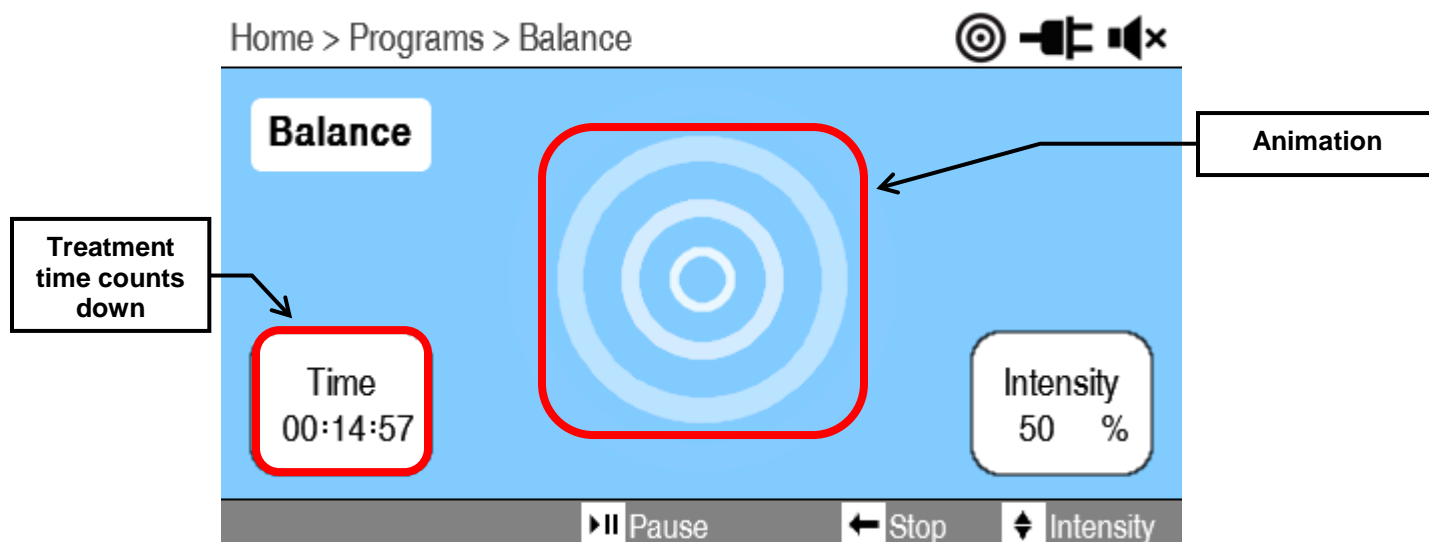 Home > Programs > Balance
Balance
Animation
Treatment
time counts
down
Time
00:14:57
Intensity
50 %
Pause
Stop
Intensity